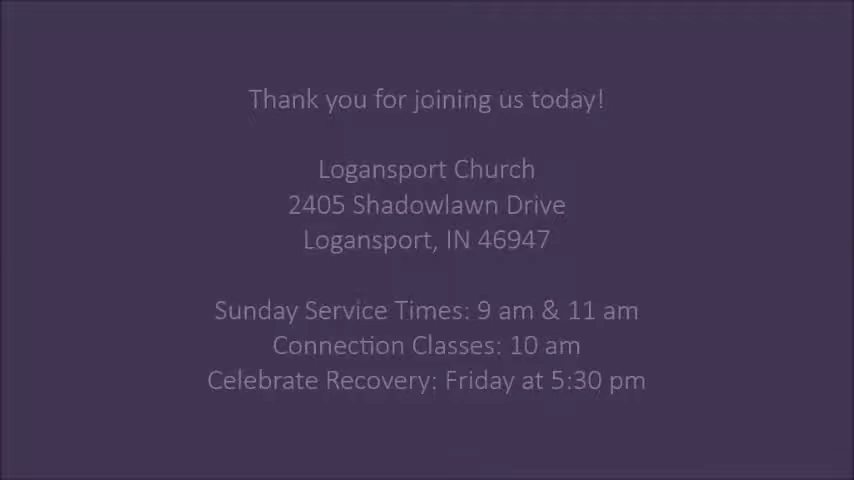 Thank you for joining us today!
Logansport Church
2405 Shadowlawn Drive
Logansport, IN 46947
Sunday Service Times: 9 am & 11 am
Connection Classes: 10 am
Celebrate Recovery: Friday at 5:30 pm